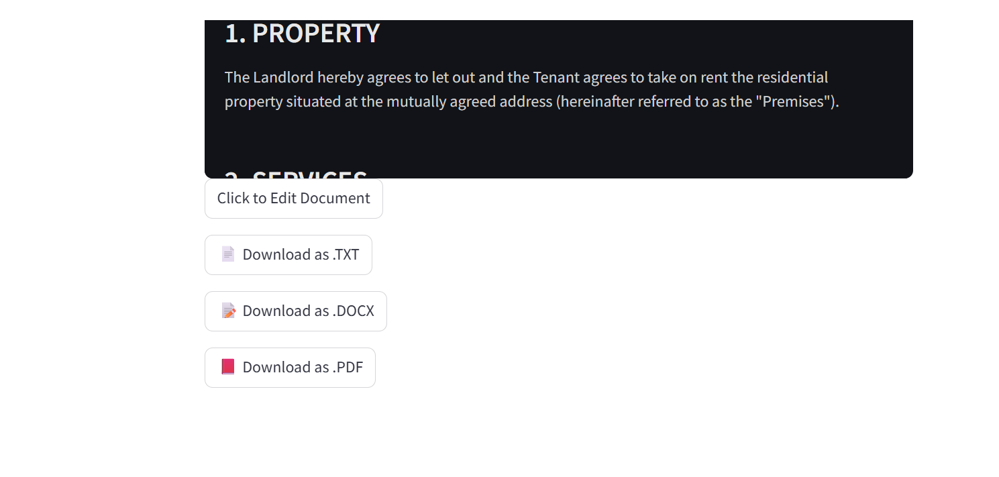 1. PROPERTY
The Landlord hereby agrees to let out and the Tenant agrees to take on rent the residential
property situated at the mutually agreed address (hereinafter referred to as the "Premises").
2. SERVICES
Click to Edit Document
Download as .TXT
Download as .DOCX
Download as .PDF